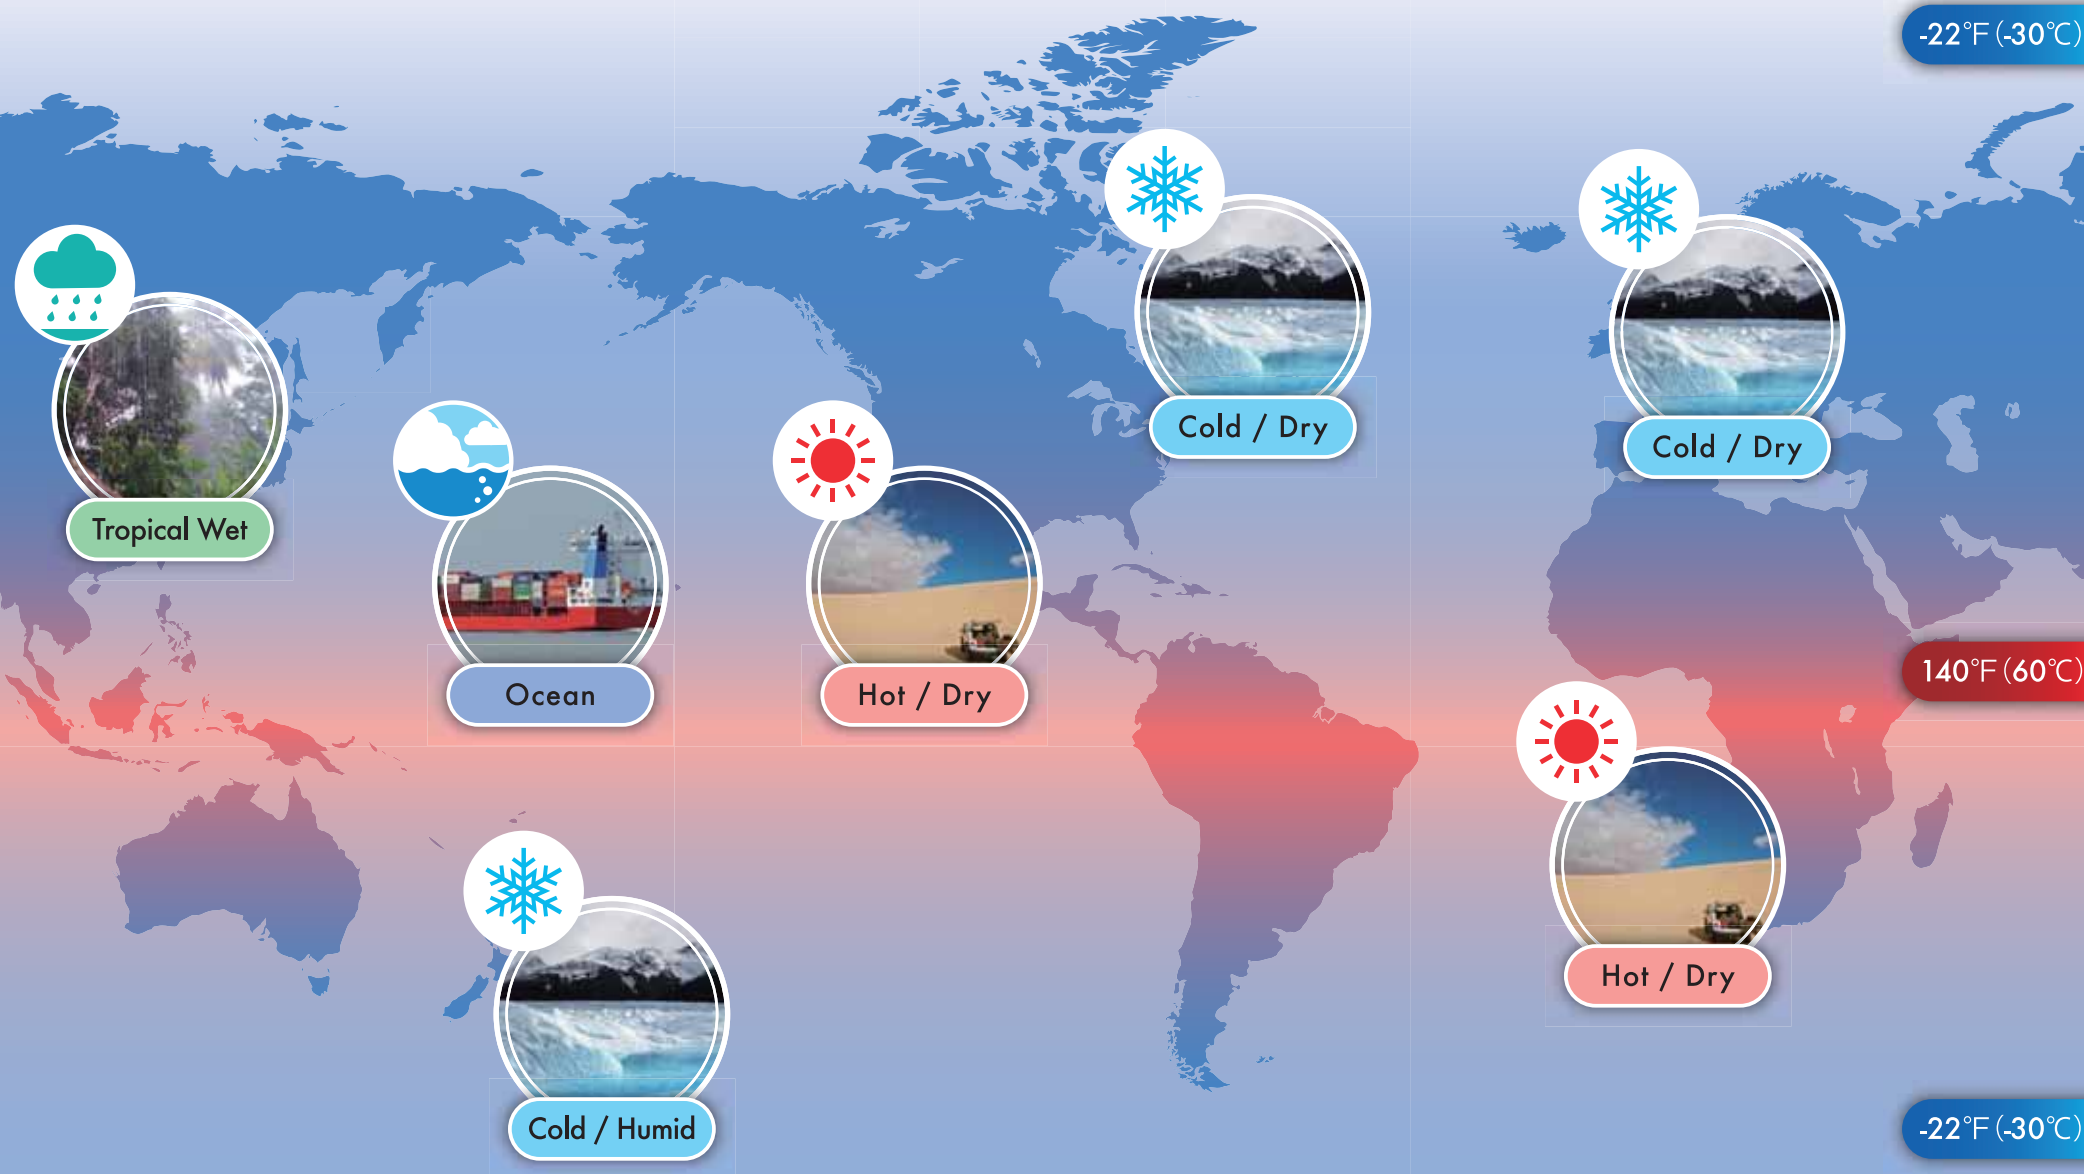 -22°F (-30℃)
Cold / Dry
Cold / Dry
Tropical Wet
Ocean
Hot / Dry
140°F (60℃)
Hot / Dry
Cold / Humid
-22°F (-30℃)